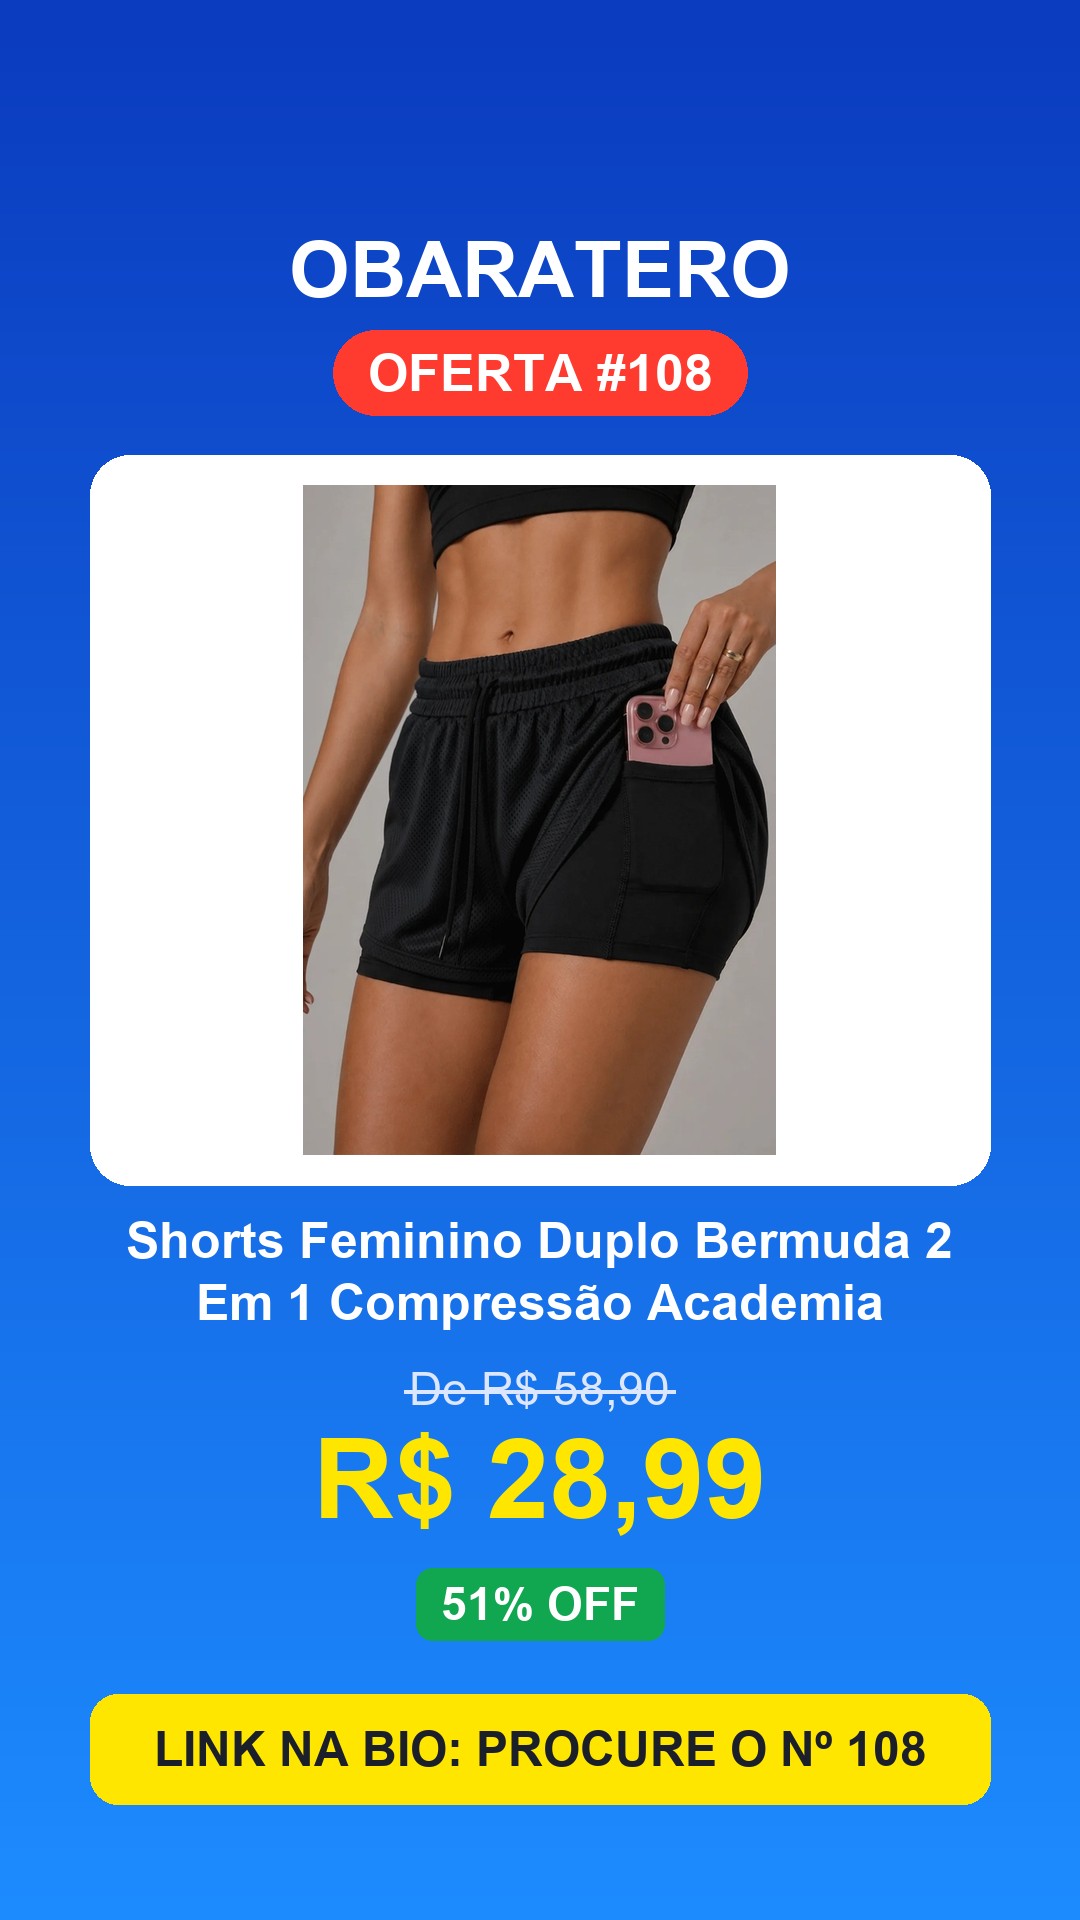 OBARATERO
OFERTA #108
Shorts Feminino Duplo Bermuda 2
Em 1 Compressão Academia
De R$ 58,90
R$ 28,99
51% OFF
LINK NA BIO: PROCURE O Nº 108